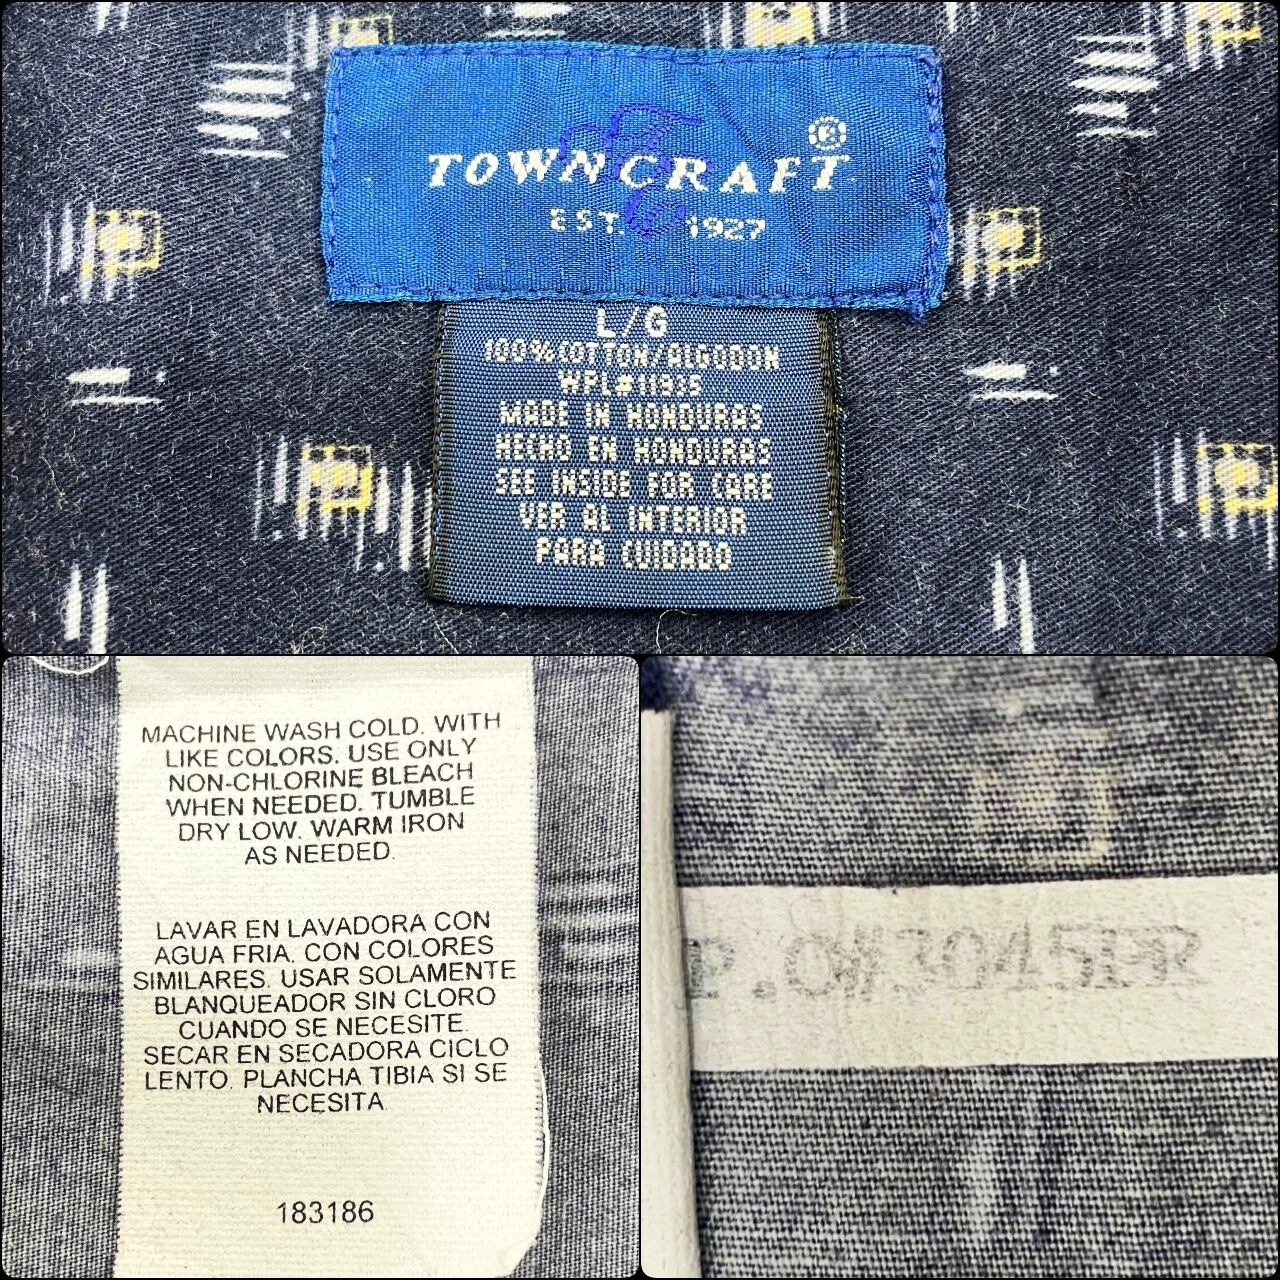 TOWNCRAFT®
EST. 1927
L/G
100% COTTON/ALGODON
WPL#11935
MADE IN HONDURAS
HECHO EN HONDURAS
SEE INSIDE FOR CARE
VER AL INTERIOR
PARA CUIDADO
MACHINE WASH COLD. WITH
LIKE COLORS. USE ONLY
NON-CHLORINE BLEACH
WHEN NEEDED. TUMBLE
DRY LOW. WARM IRON
AS NEEDED.
LAVAR EN LAVADORA CON
AGUA FRIA. CON COLORES
SIMILARES. USAR SOLAMENTE
BLANQUEADOR SIN CLORO
CUANDO SE NECESITE.
SECAR EN SECADORA CICLO
LENTO. PLANCHA TIBIA SI SE
NECESITA.
183186